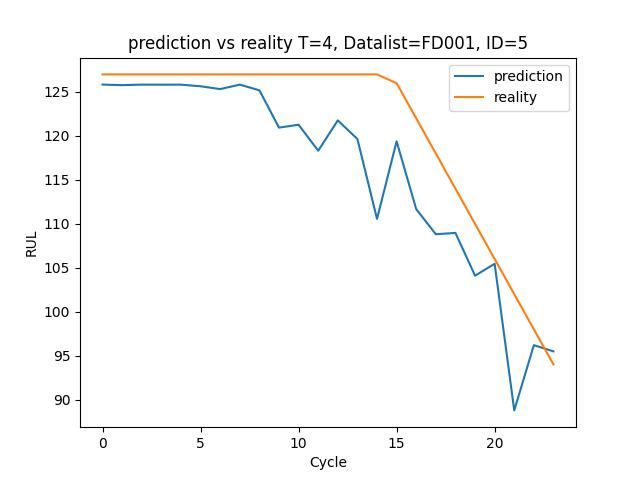 prediction vs reality T=4, Datalist=FD001, ID=5
prediction
reality
125
120
115
110
105
100
95
90
RUL
0 5 10 15 20
Cycle